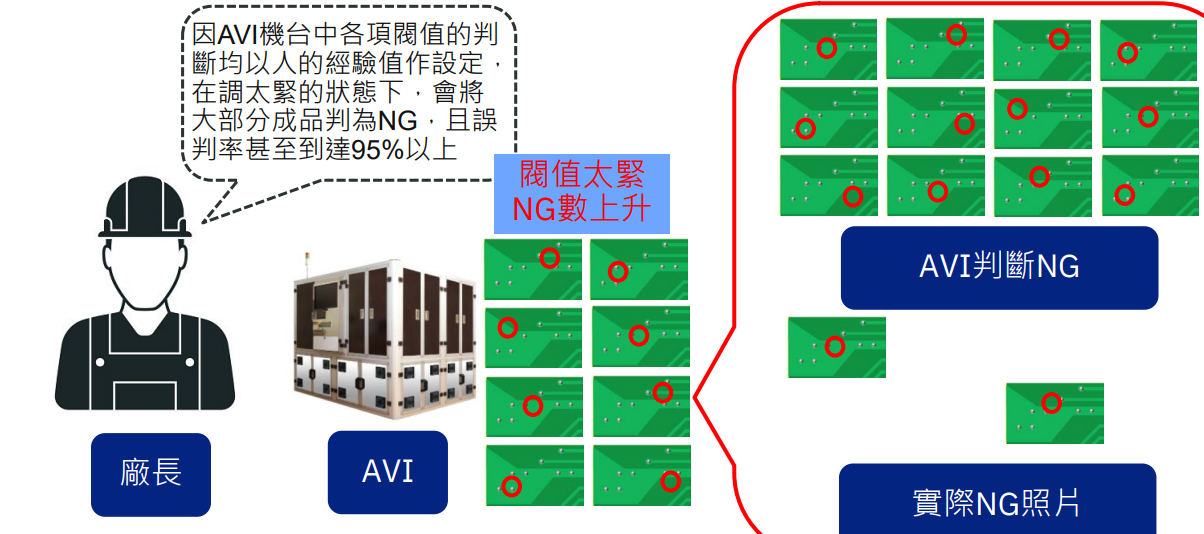 因AVI機台中各項閥值的判
斷均以人的經驗值作設定，
在調太緊的狀態下，會將
大部分成品判為NG，且誤
判率甚至到達95%以上
閥值太緊
NG數上升
AVI判斷NG
廠長
AVI
實際NG照片